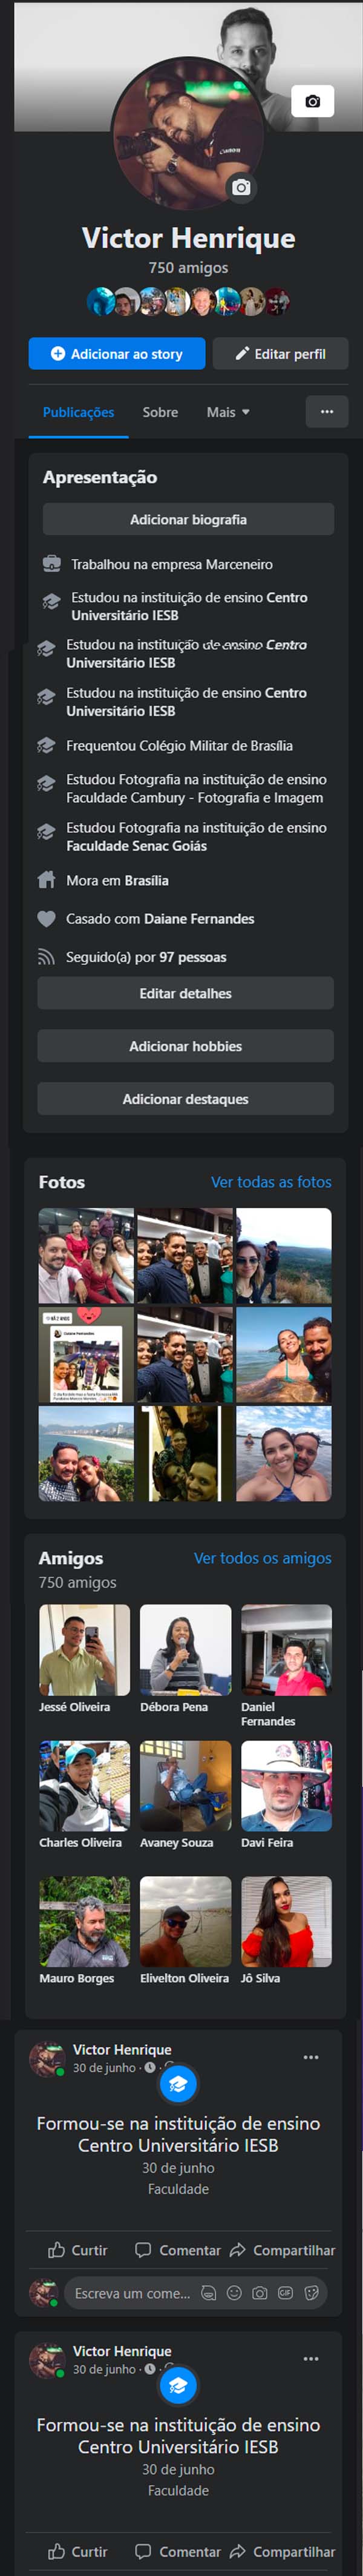 Canon
Victor Henrique
750 amigos
Adicionar ao story
Editar perfil
Publicações
Sobre
Mais
Apresentação
Adicionar biografia
Trabalhou na empresa Marceneiro
Estudou na instituição de ensino Centro
Universitário IESB
Estudou na instituição de ensino Centro
Universitário IESB
Estudou na instituição de ensino Centro
Universitário IESB
Frequentou Colégio Militar de Brasília
Estudou Fotografia na instituição de ensino
Faculdade Cambury - Fotografia e Imagem
Estudou Fotografia na instituição de ensino
Faculdade Senac Goiás
Mora em Brasília
Casado com Daiane Fernandes
Seguido(a) por 97 pessoas
Editar detalhes
Adicionar hobbies
Adicionar destaques
Fotos
Ver todas as fotos
Amigos
Ver todos os amigos
750 amigos
Jessé Oliveira
Débora Pena
Daniel
Fernandes
Charles Oliveira
Avaney Souza
Davi Feira
Mauro Borges
Elivelton Oliveira
Jô Silva
Victor Henrique
30 de junho
Formou-se na instituição de ensino
Centro Universitário IESB
30 de junho
Faculdade
Curtir
Comentar
Compartilhar
Escreva um come...
GIF
Victor Henrique
30 de junho
Formou-se na instituição de ensino
Centro Universitário IESB
30 de junho
Faculdade
Curtir
Comentar
Compartilhar